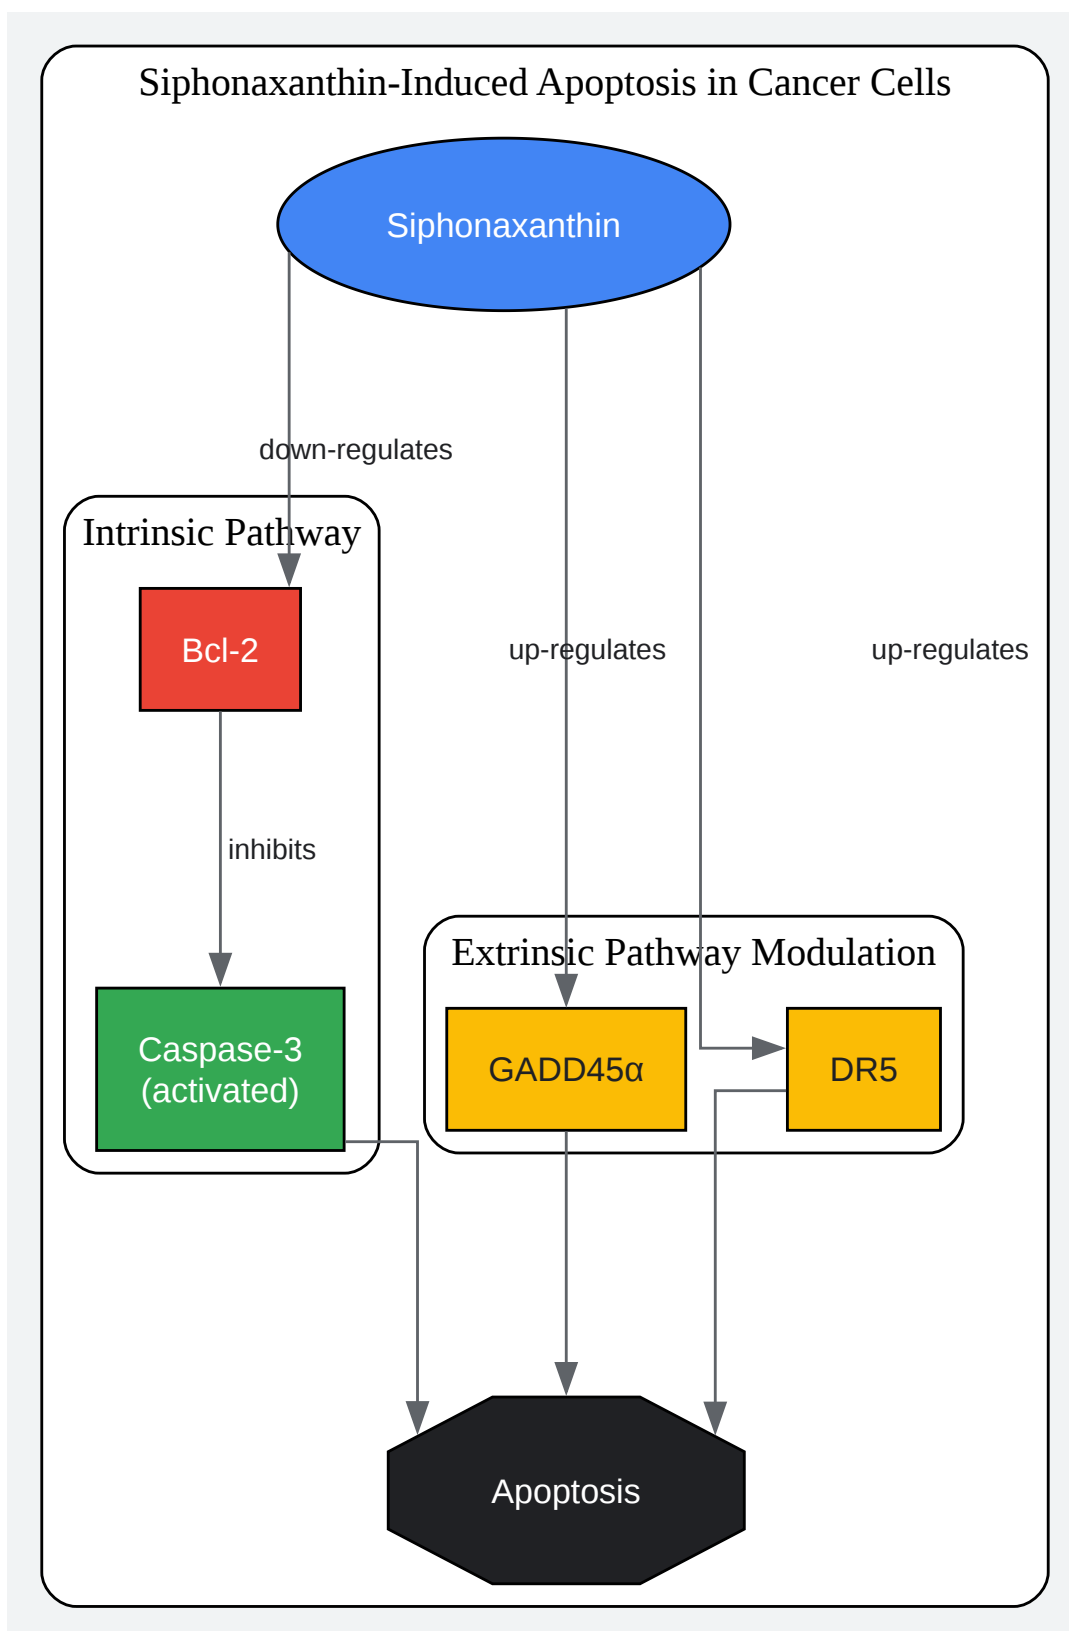 Siphonaxanthin-Induced Apoptosis in Cancer Cells
Siphonaxanthin
down-regulates
Intrinsic Pathway
Bcl-2
up-regulates
up-regulates
inhibits
Extrinsic Pathway Modulation
Caspase-3
(activated)
GADD45α
DR5
Apoptosis